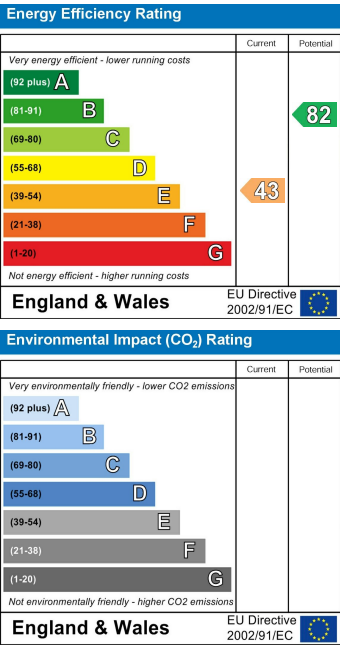 Energy Efficiency Rating
Current Potential
Very energy efficient - lower running costs
(92 plus) A
(81-91) B
82
(69-80) C
(55-68) D
(39-54) E
43
(21-38) F
(1-20) G
Not energy efficient - higher running costs
England & Wales
EU Directive
2002/91/EC
Environmental Impact (CO₂) Rating
Current Potential
Very environmentally friendly - lower CO2 emissions
(92 plus) A
(81-91) B
(69-80) C
(55-68) D
(39-54) E
(21-38) F
(1-20) G
Not environmentally friendly - higher CO2 emissions
England & Wales
EU Directive
2002/91/EC